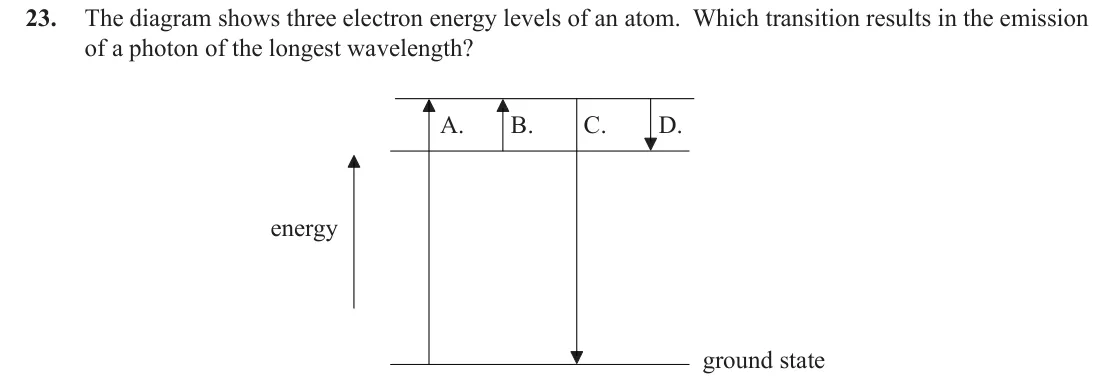 23. The diagram shows three electron energy levels of an atom. Which transition results in the emission
of a photon of the longest wavelength?
A. B. C. D.
energy
ground state